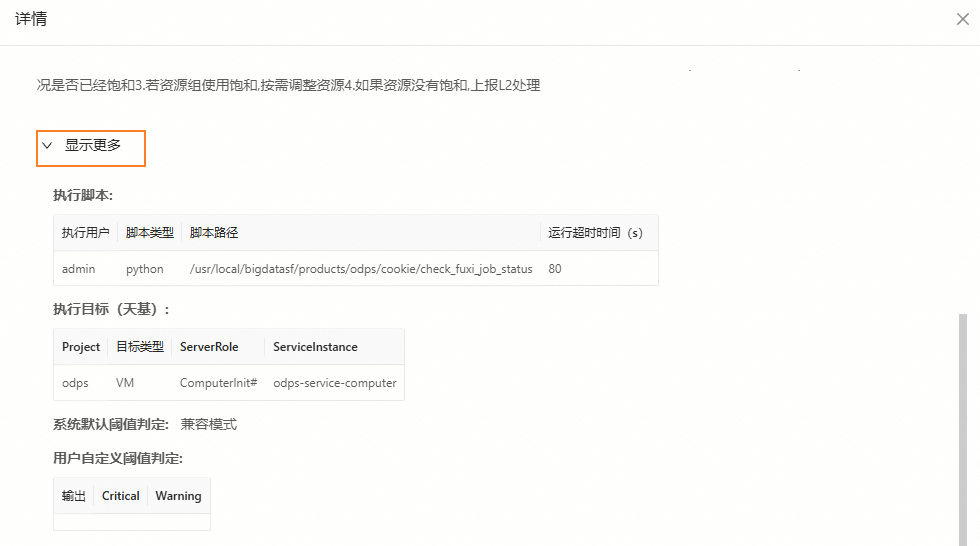 详情
况是否已经饱和3.若资源组使用饱和,按需调整资源4.如果资源没有饱和,上报L2处理
显示更多
执行脚本:
执行用户 脚本类型 脚本路径 运行超时时间（s）
admin python /usr/local/bigdatasf/products/odps/cookie/check_fuxi_job_status 80
执行目标（天基）:
Project 目标类型 ServerRole ServiceInstance
odps VM ComputerInit# odps-service-computer
系统默认阈值判定: 兼容模式
用户自定义阈值判定:
输出 Critical Warning